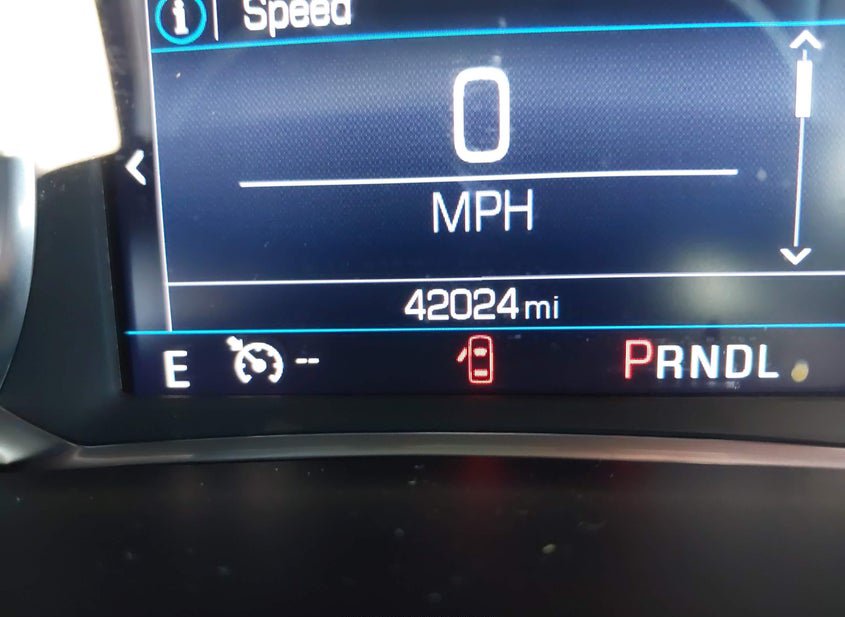 i Speed
0
MPH
42024 mi
E -- PRNDL